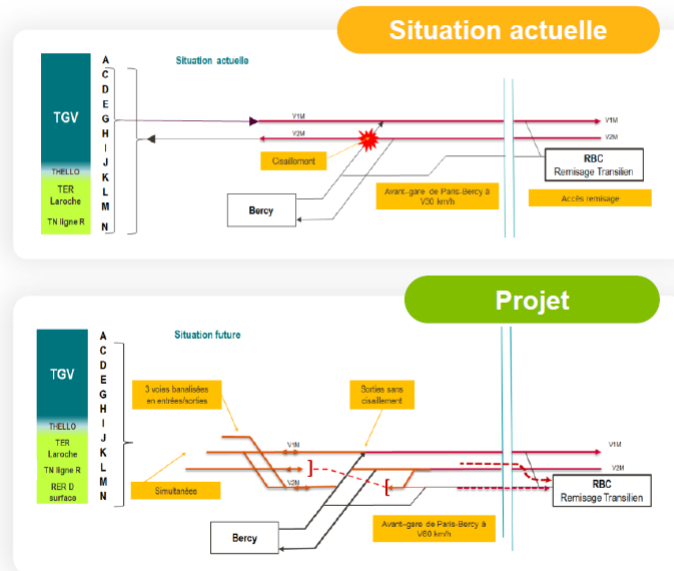 Situation actuelle
Situation actuelle
A
C
D
E
G
H
I
J
K
L
M
N
TGV
THELLO
TER
Laroche
TN ligne R
V1M
V2M
V1M
V2M
Cisaillement
Bercy
Avant-gare de Paris-Bercy à
V30 km/h
RBC
Remisage Transilien
Accès remisage
Projet
Situation future
A
C
D
E
G
H
I
J
K
L
M
N
TGV
THELLO
TER
Laroche
TN ligne R
RER D
surface
3 voies banalisées
en entrées/sorties
Sorties sans
cisaillement
V1M
V2M
V1M
V2M
Simultanées
Bercy
Avant-gare de Paris-Bercy à
V60 km/h
RBC
Remisage Transilien